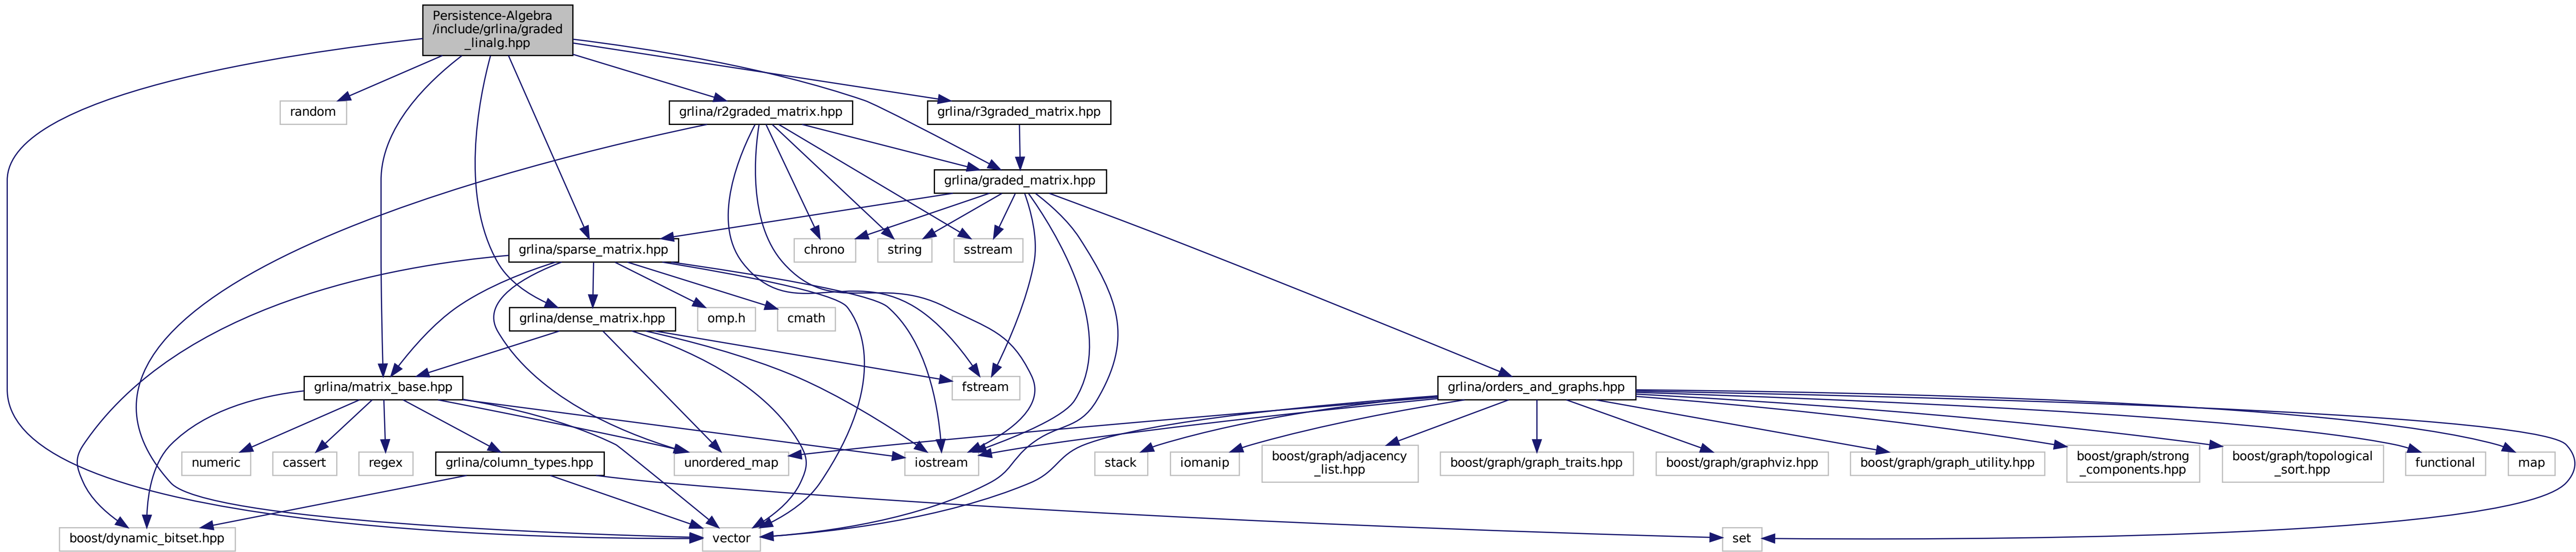 Persistence-Algebra
/include/grlina/graded
_linalg.hpp
random
grlina/r2graded_matrix.hpp
grlina/r3graded_matrix.hpp
grlina/graded_matrix.hpp
grlina/sparse_matrix.hpp
chrono
string
sstream
grlina/dense_matrix.hpp
omp.h
cmath
grlina/matrix_base.hpp
fstream
grlina/orders_and_graphs.hpp
numeric
cassert
regex
grlina/column_types.hpp
unordered_map
iostream
stack
iomanip
boost/graph/adjacency
_list.hpp
boost/graph/graph_traits.hpp
boost/graph/graphviz.hpp
boost/graph/graph_utility.hpp
boost/graph/strong
_components.hpp
boost/graph/topological
_sort.hpp
functional
map
boost/dynamic_bitset.hpp
vector
set